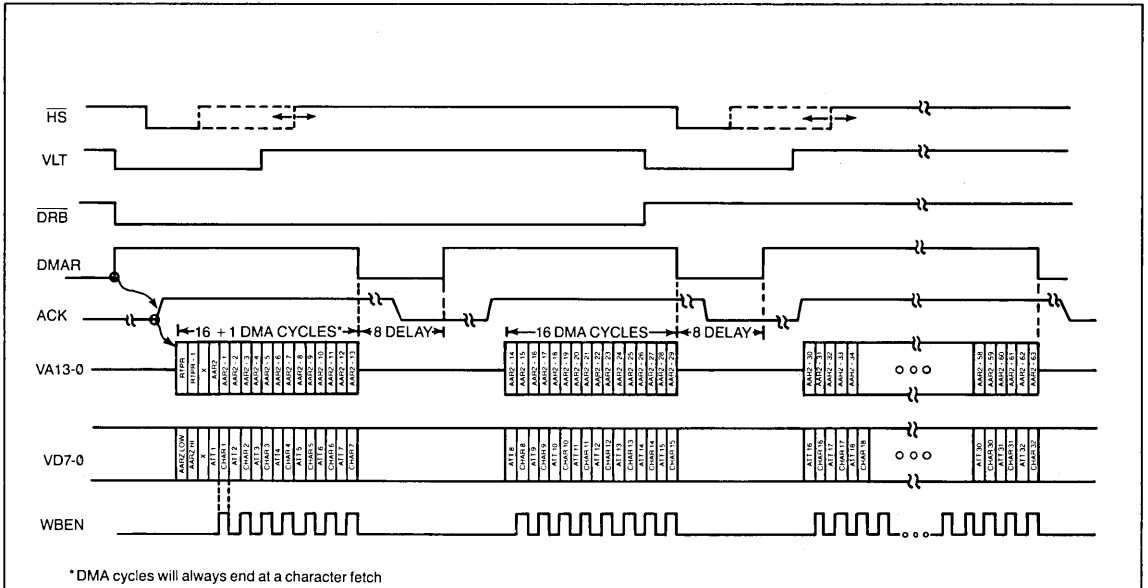 HS
VLT
DRB
DMAR
ACK
16 + 1 DMA CYCLES*
8 DELAY
16 DMA CYCLES
8 DELAY
VA13-0
RTPR
RTPR - 1
X
AAR2
AAR2 - 1
AAR2 - 2
AAR2 - 3
AAR2 - 4
AAR2 - 5
AAR2 - 6
AAR2 - 7
AAR2 - 8
AAR2 - 9
AAR2 - 10
AAR2 - 11
AAR2 - 12
AAR2 - 13
AAR2 - 14
AAR2 - 15
AAR2 - 16
AAR2 - 17
AAR2 - 18
AAR2 - 19
AAR2 - 20
AAR2 - 21
AAR2 - 22
AAR2 - 23
AAR2 - 24
AAR2 - 25
AAR2 - 26
AAR2 - 27
AAR2 - 28
AAR2 - 29
AAR2 - 30
AAR2 - 31
AAR2 - 32
AAR2 - 33
AAR2 - 34
AAR2 - 58
AAR2 - 59
AAR2 - 60
AAR2 - 61
AAR2 - 62
AAR2 - 63
VD7-0
AAR2 LOW
AAR2 HI
X
ATT 1
CHAR 1
ATT 2
CHAR 2
ATT 3
CHAR 3
ATT 4
CHAR 4
ATT 5
CHAR 5
ATT 6
CHAR 6
ATT 7
CHAR 7
ATT 8
CHAR 8
ATT 9
CHAR 9
ATT 10
CHAR 10
ATT 11
CHAR 11
ATT 12
CHAR 12
ATT 13
CHAR 13
ATT 14
CHAR 14
ATT 15
CHAR 15
ATT 16
CHAR 16
ATT 17
CHAR 17
ATT 18
CHAR 18
ATT 30
CHAR 30
ATT 31
CHAR 31
ATT 32
CHAR 32
WBEN
*DMA cycles will always end at a character fetch